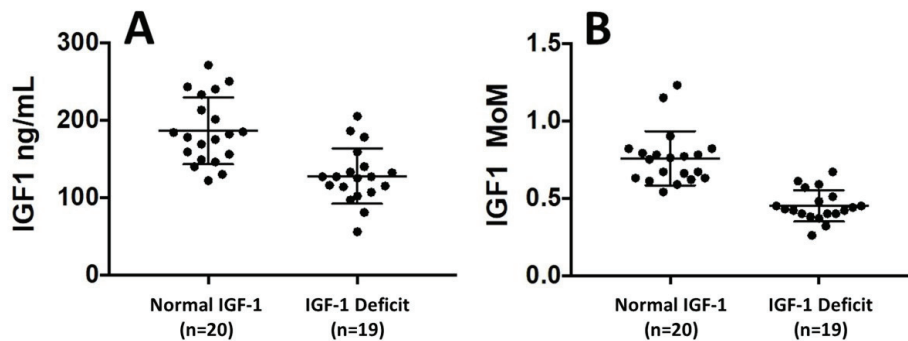 A
IGF1 ng/mL
300
200
100
0
Normal IGF-1
(n=20)
IGF-1 Deficit
(n=19)
B
IGF1 MoM
1.5
1.0
0.5
0.0
Normal IGF-1
(n=20)
IGF-1 Deficit
(n=19)